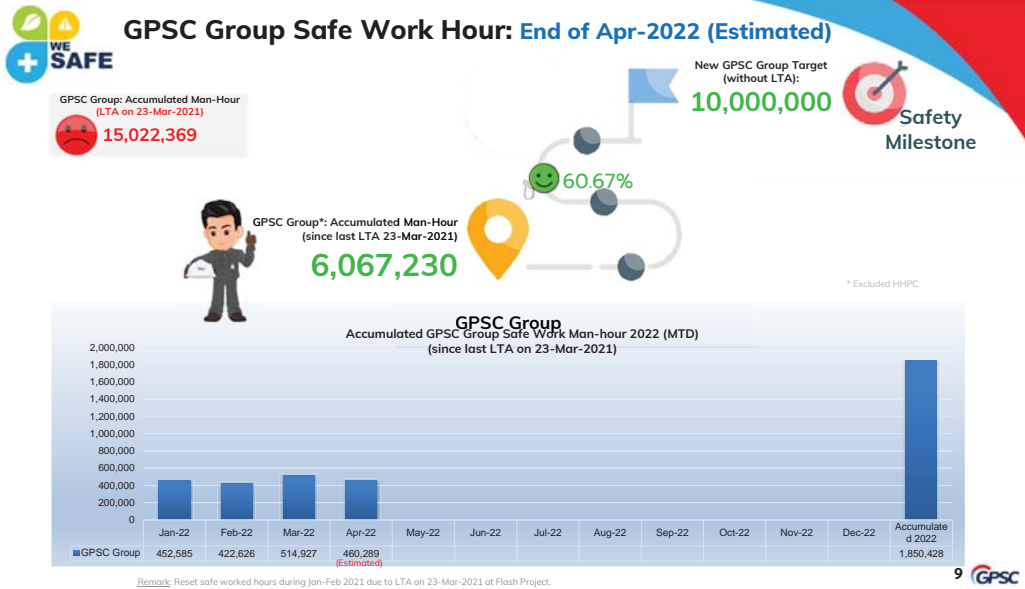 WE
SAFE
GPSC Group Safe Work Hour: End of Apr-2022 (Estimated)
New GPSC Group Target
(without LTA):
10,000,000
Safety
Milestone
GPSC Group: Accumulated Man-Hour
(LTA on 23-Mar-2021)
15,022,369
60.67%
GPSC Group*: Accumulated Man-Hour
(since last LTA 23-Mar-2021)
6,067,230
* Excluded HHPC
GPSC Group
Accumulated GPSC Group Safe Work Man-hour 2022 (MTD)
(since last LTA on 23-Mar-2021)
2,000,000
1,800,000
1,600,000
1,400,000
1,200,000
1,000,000
800,000
600,000
400,000
200,000
0
Jan-22 Feb-22 Mar-22 Apr-22 May-22 Jun-22 Jul-22 Aug-22 Sep-22 Oct-22 Nov-22 Dec-22 Accumulate
d 2022
GPSC Group 452,585 422,626 514,927 460,289 1,850,428
(Estimated)
Remark: Reset safe worked hours during Jan-Feb 2021 due to LTA on 23-Mar-2021 at Flash Project.
9 GPSC